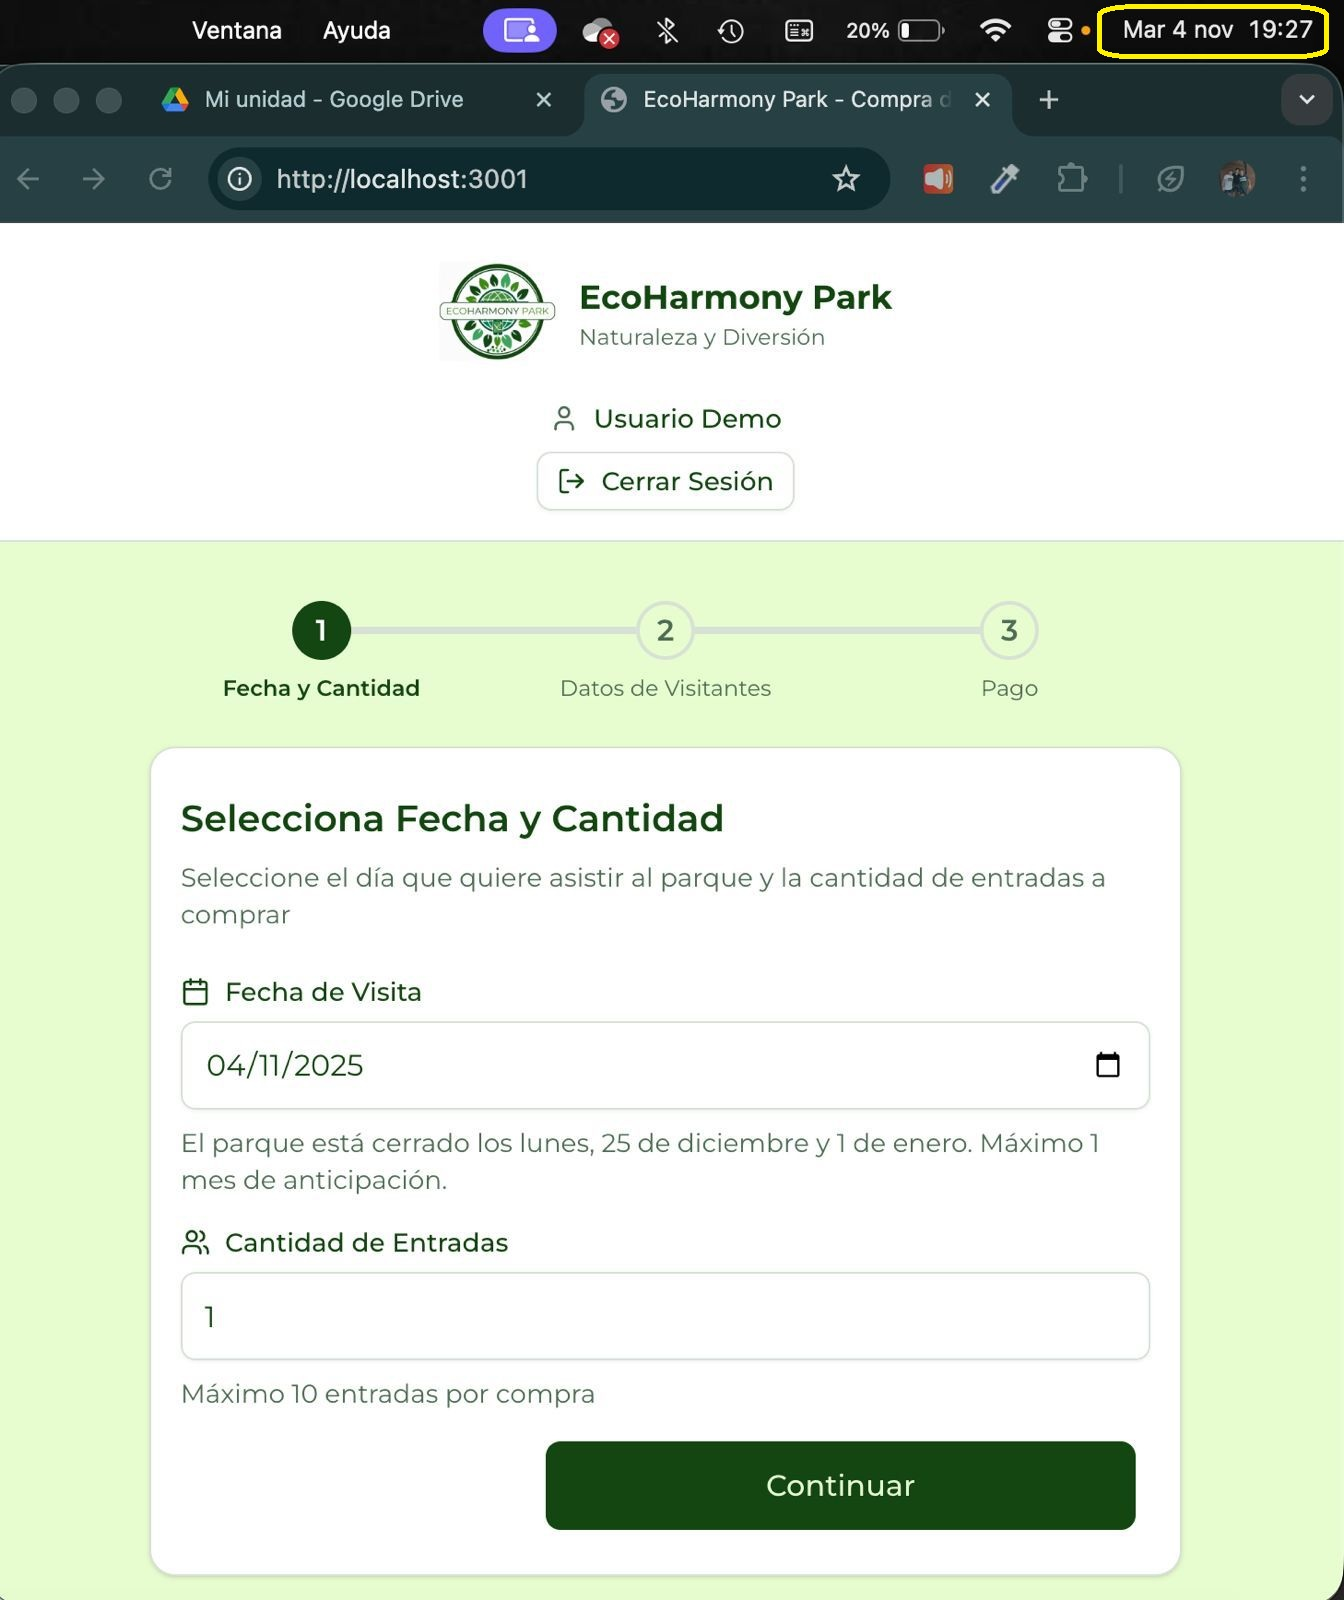 Ventana Ayuda 20% Mar 4 nov 19:27
Mi unidad - Google Drive EcoHarmony Park - Compra d
http://localhost:3001
ECOHARMONY PARK
EcoHarmony Park
Naturaleza y Diversión
Usuario Demo
Cerrar Sesión
1 2 3
Fecha y Cantidad Datos de Visitantes Pago
Selecciona Fecha y Cantidad
Seleccione el día que quiere asistir al parque y la cantidad de entradas a
comprar
Fecha de Visita
04/11/2025
El parque está cerrado los lunes, 25 de diciembre y 1 de enero. Máximo 1
mes de anticipación.
Cantidad de Entradas
1
Máximo 10 entradas por compra
Continuar